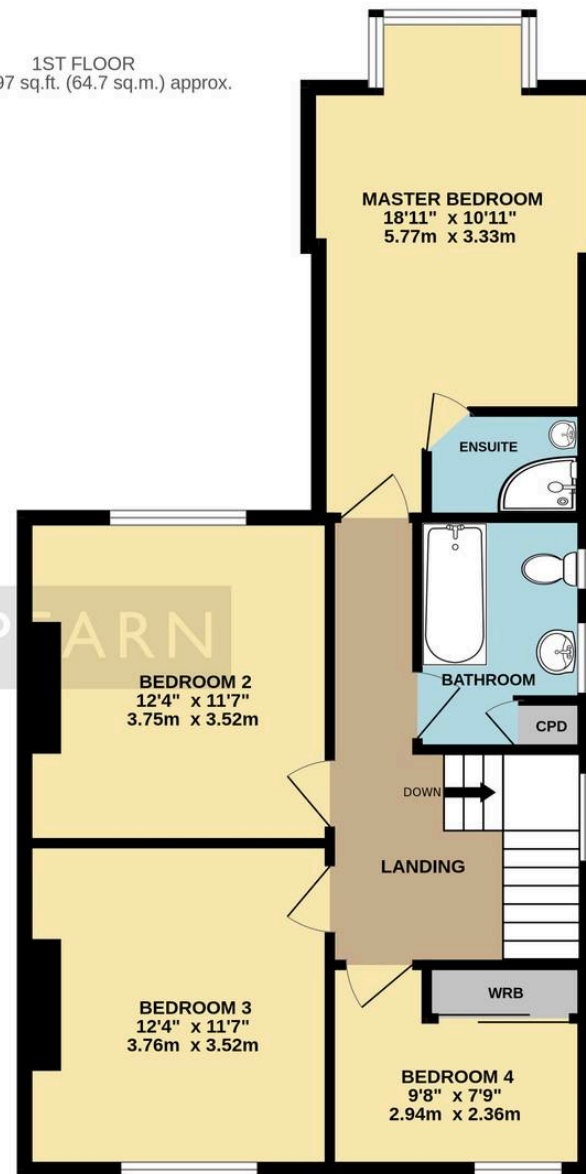 1ST FLOOR
97 sq.ft. (64.7 sq.m.) approx.
MASTER BEDROOM
18'11" x 10'11"
5.77m x 3.33m
ENSUITE
BEDROOM 2
12'4" x 11'7"
3.75m x 3.52m
BATHROOM
CPD
DOWN
LANDING
WRB
BEDROOM 3
12'4" x 11'7"
3.76m x 3.52m
BEDROOM 4
9'8" x 7'9"
2.94m x 2.36m